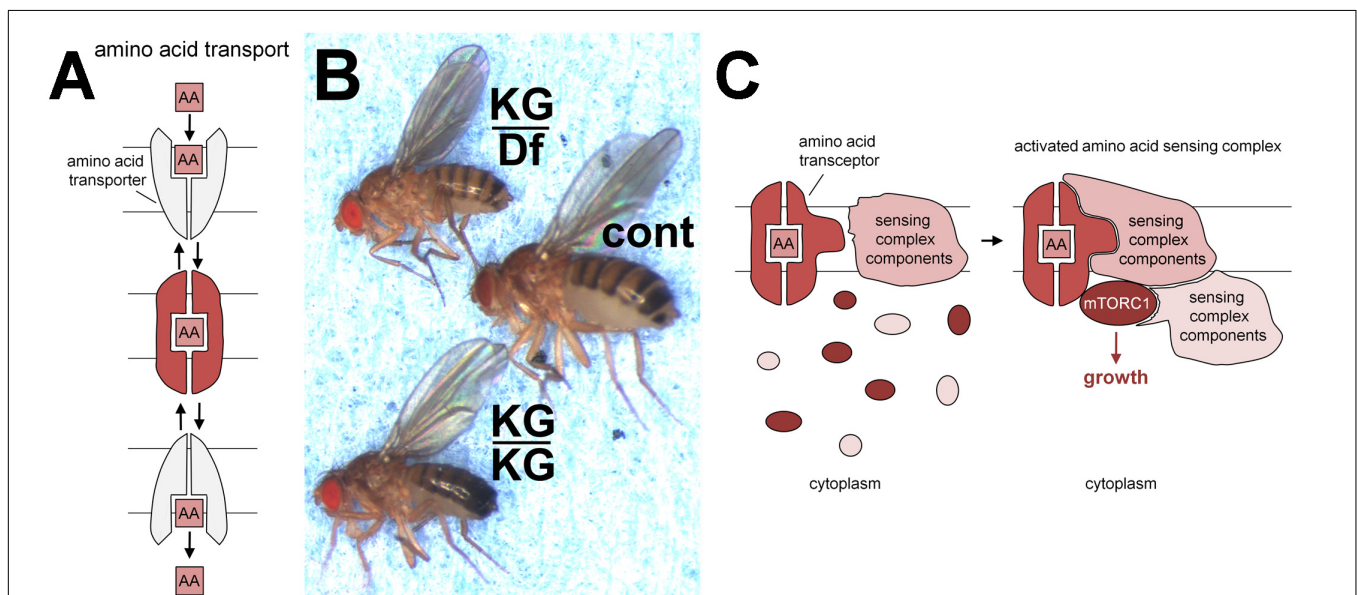 A
amino acid transport
AA
AA
amino acid
transporter
AA
AA
AA
B
KG
Df
cont
KG
KG
C
amino acid
transceptor
AA
sensing
complex
components
cytoplasm
activated amino acid sensing complex
AA
sensing
complex
components
mTORC1
sensing
complex
components
growth
cytoplasm